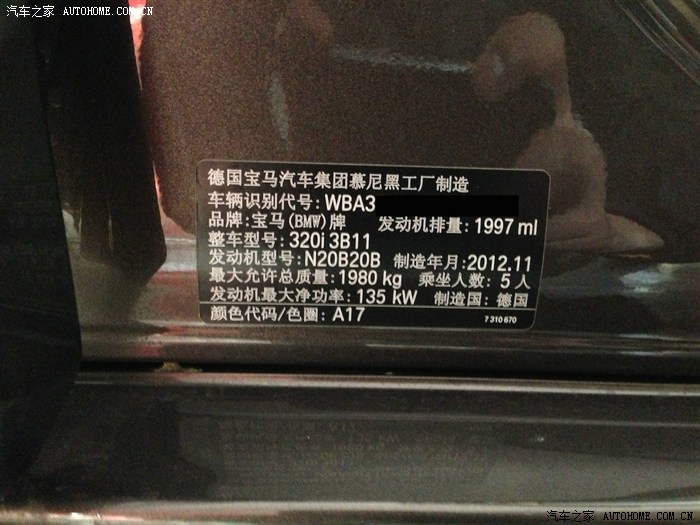 汽车之家 AUTOHOME.COM.CN
德国宝马汽车集团慕尼黑工厂制造
车辆识别代号: WBA3
品牌: 宝马(BMW)牌 发动机排量: 1997 ml
整车型号: 320i 3B11
发动机型号: N20B20B 制造年月: 2012.11
最大允许总质量: 1980 kg 乘坐人数: 5 人
发动机最大净功率: 135 kW 制造国: 德国
颜色代码/色圈: A17 7 310 670
汽车之家 AUTOHOME.COM.CN